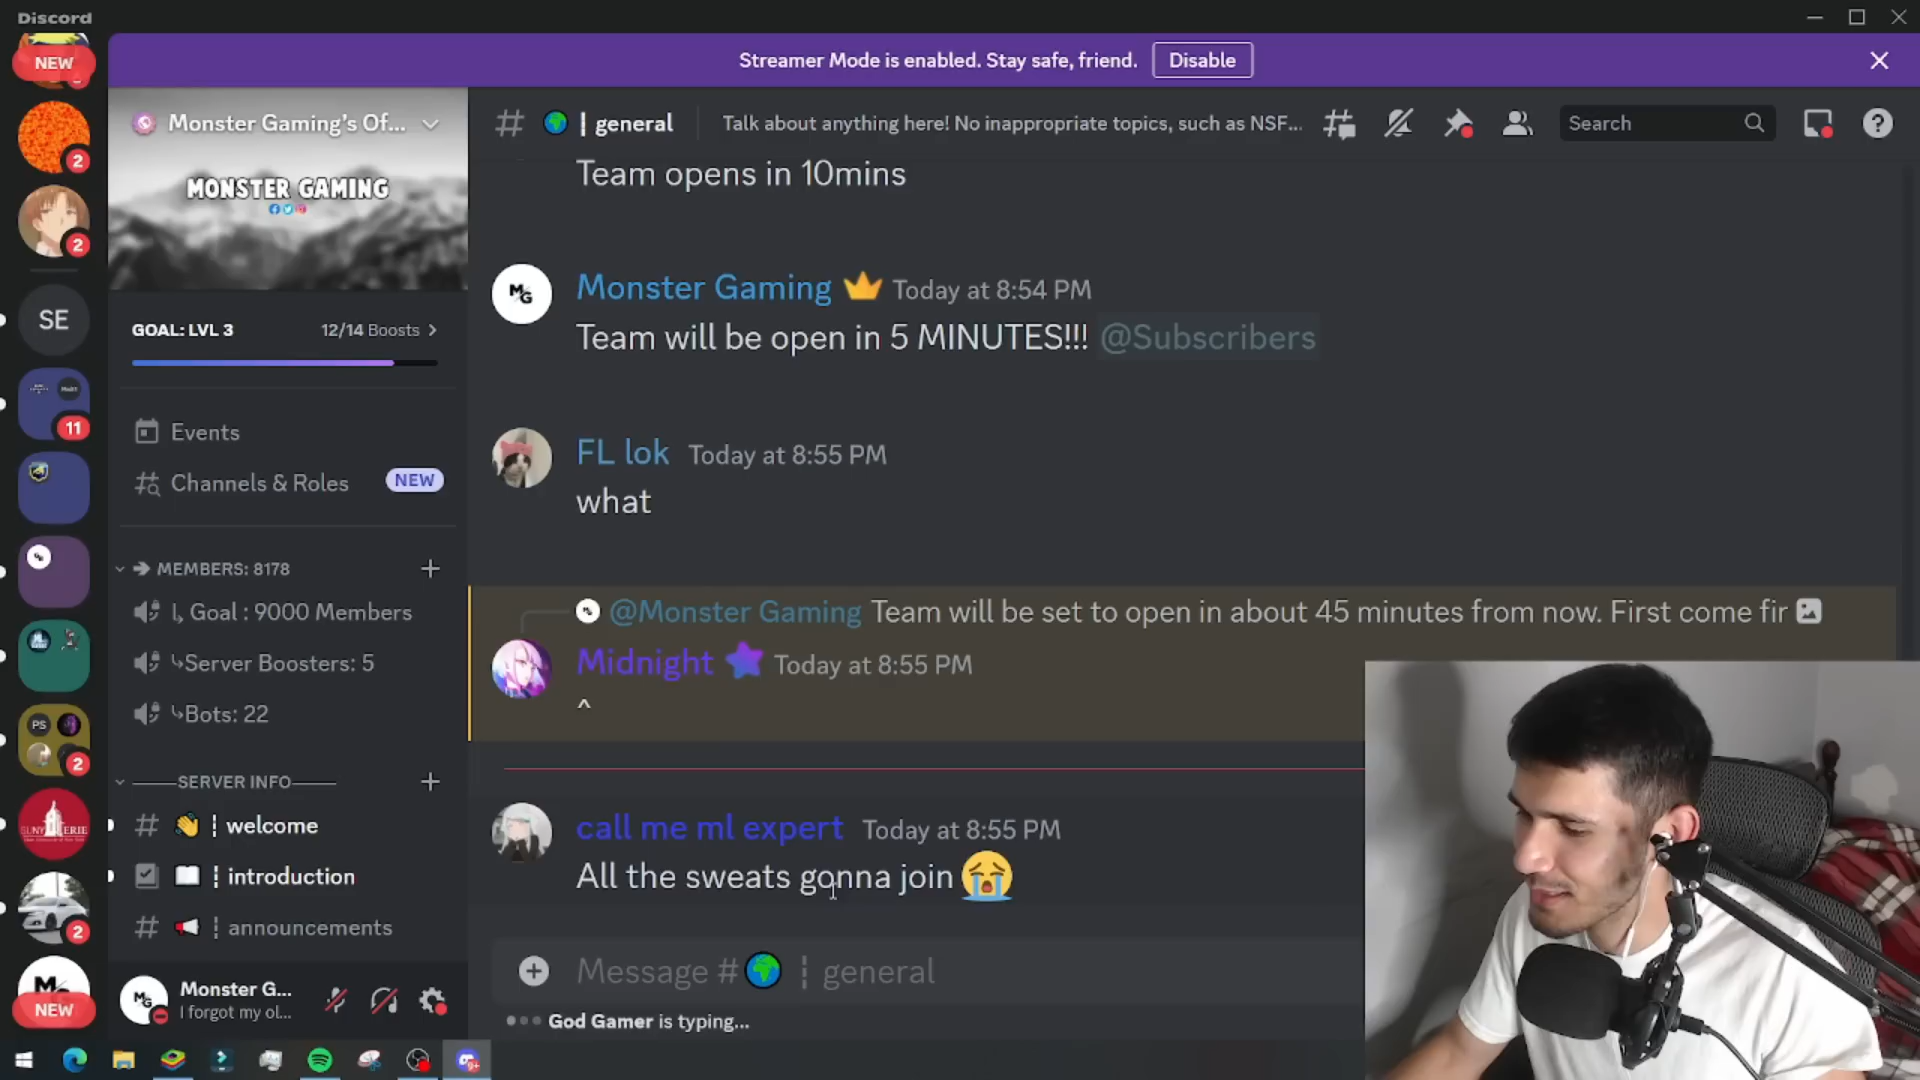 Discord
Streamer Mode is enabled. Stay safe, friend. Disable
NEW
2
2
SE
11
2
2
NEW
Monster Gaming's Of...
MONSTER GAMING
GOAL: LVL 3 12/14 Boosts
Events
Channels & Roles NEW
MEMBERS: 8178
Goal : 9000 Members
Server Boosters: 5
Bots: 22
SERVER INFO
# 👋 ¦ welcome
📖 ¦ introduction
# 📢 ¦ announcements
Monster G...
I forgot my ol...
# 🌍 ¦ general Talk about anything here! No inappropriate topics, such as NSF... Search
Team opens in 10mins
MG Monster Gaming Today at 8:54 PM
Team will be open in 5 MINUTES!!! @Subscribers
FL lok Today at 8:55 PM
what
@Monster Gaming Team will be set to open in about 45 minutes from now. First come fir
Midnight Today at 8:55 PM
^
call me ml expert Today at 8:55 PM
All the sweats gonna join 😭
Message #🌍 ¦ general
God Gamer is typing...